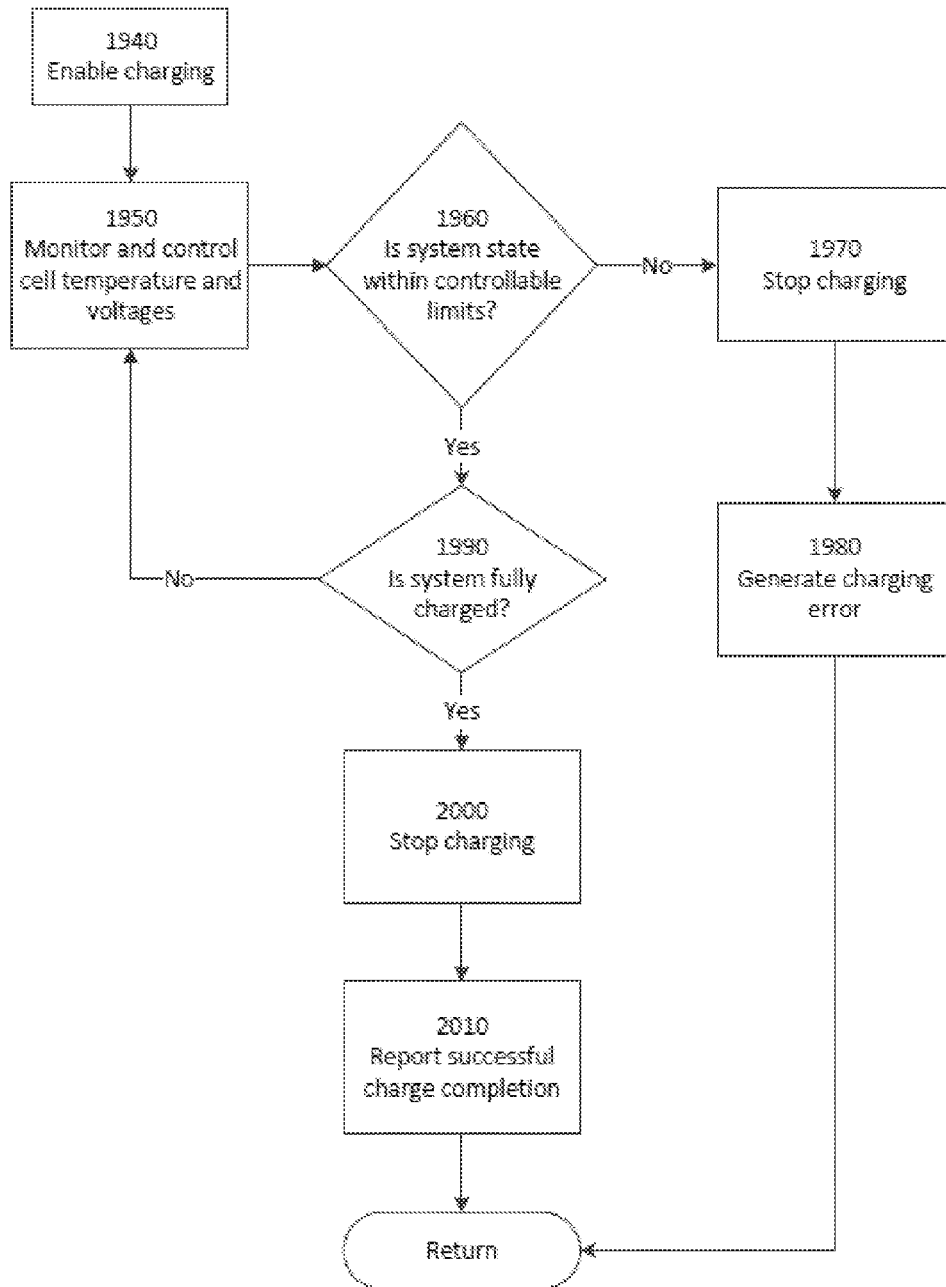 1940
Enable charging
1950
Monitor and control
cell temperature and
voltages
1960
Is system state
within controllable
limits?
No
1970
Stop charging
Yes
1980
Generate charging
error
1990
Is system fully
charged?
No
Yes
2000
Stop charging
2010
Report successful
charge completion
Return